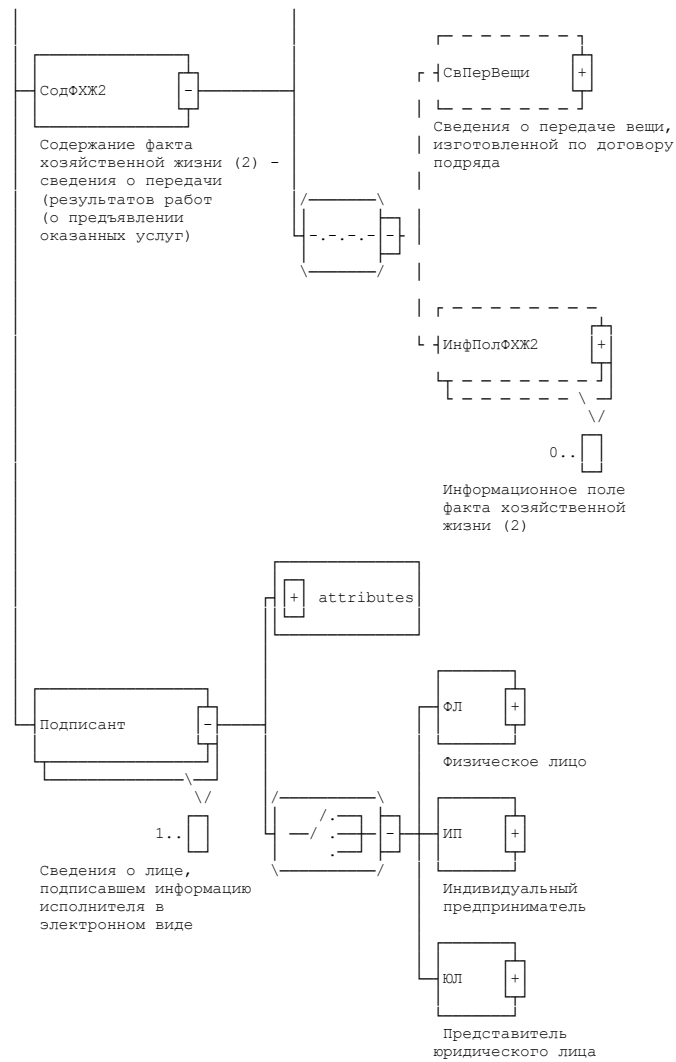 СвПерВещи +
СодФХЖ2 -
Сведения о передаче вещи,
изготовленной по договору
подряда
Содержание факта
хозяйственной жизни (2) –
сведения о передачи
(результатов работ
(о предъявлении
оказанных услуг)
-.-.-.- -
ИнфПолФХЖ2 +
0..
Информационное поле
факта хозяйственной
жизни (2)
+ attributes
ФЛ +
Подписант -
Физическое лицо
1..
-
ИП +
Сведения о лице,
подписавшем информацию
исполнителя в
электронном виде
Индивидуальный
предприниматель
ЮЛ +
Представитель
юридического лица